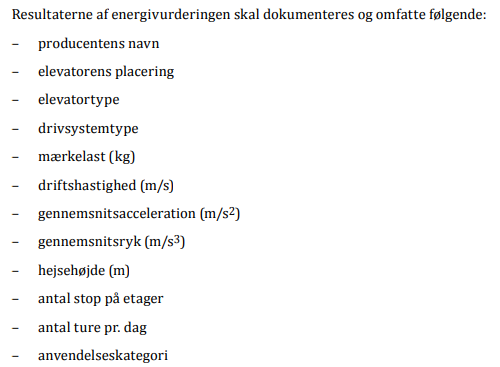 Resultaterne af energivurderingen skal dokumenteres og omfatte følgende:
– producentens navn
– elevatorens placering
– elevatortype
– drivsystemtype
– mærkelast (kg)
– driftshastighed (m/s)
– gennemsnitsacceleration (m/s²)
– gennemsnitsryk (m/s³)
– hejsehøjde (m)
– antal stop på etager
– antal ture pr. dag
– anvendelseskategori